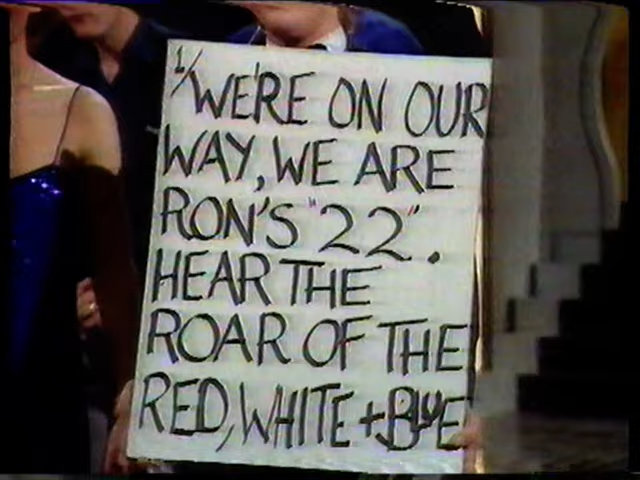 1/WE'RE ON OUR
WAY, WE ARE
RON'S "22".
HEAR THE
ROAR OF THE
RED, WHITE + BLUE